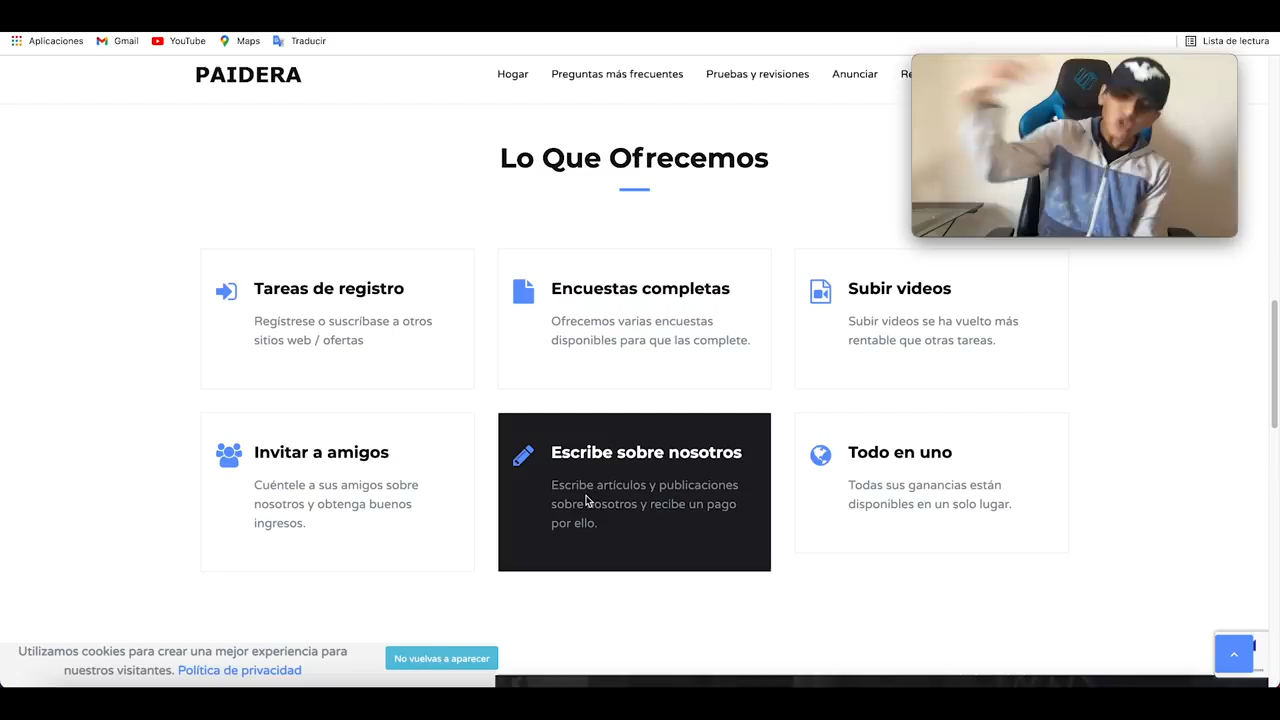 Aplicaciones Gmail YouTube Maps Traducir Lista de lectura
PAIDERA
Hogar Preguntas más frecuentes Pruebas y revisiones Anunciar
Lo Que Ofrecemos
Tareas de registro
Regístrese o suscríbase a otros
sitios web / ofertas
Encuestas completas
Ofrecemos varias encuestas
disponibles para que las complete.
Subir videos
Subir videos se ha vuelto más
rentable que otras tareas.
Invitar a amigos
Cuéntele a sus amigos sobre
nosotros y obtenga buenos
ingresos.
Escribe sobre nosotros
Escribe artículos y publicaciones
sobre nosotros y recibe un pago
por ello.
Todo en uno
Todas sus ganancias están
disponibles en un solo lugar.
Utilizamos cookies para crear una mejor experiencia para
nuestros visitantes. Política de privacidad
No vuelvas a aparecer